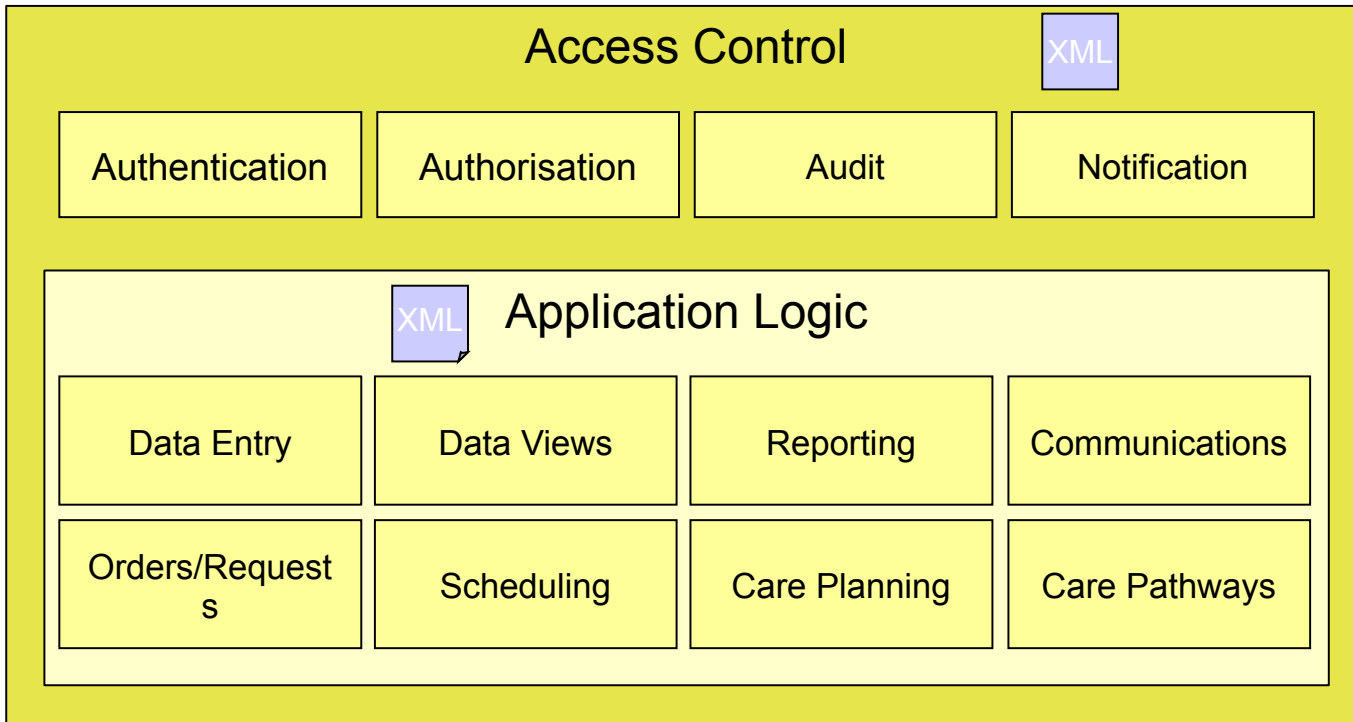 Access Control
XML
Authentication
Authorisation
Audit
Notification
XML
Application Logic
Data Entry
Data Views
Reporting
Communications
Orders/Request
s
Scheduling
Care Planning
Care Pathways